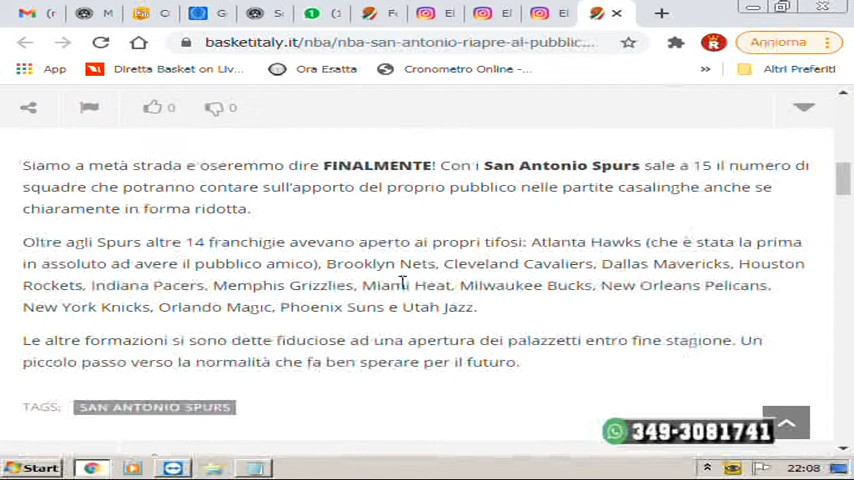 M (r
M
C
G
S
(1
F
El
El
El
basketitaly.it/nba/nba-san-antonio-riapre-al-pubblic...
R
Aggiorna
App
Diretta Basket on Liv...
Ora Esatta
Cronometro Online -...
»
Altri Preferiti
0
0
Siamo a metà strada e oseremmo dire FINALMENTE! Con i San Antonio Spurs sale a 15 il numero di
squadre che potranno contare sull'apporto del proprio pubblico nelle partite casalinghe anche se
chiaramente in forma ridotta.
Oltre agli Spurs altre 14 franchigie avevano aperto ai propri tifosi: Atlanta Hawks (che è stata la prima
in assoluto ad avere il pubblico amico), Brooklyn Nets, Cleveland Cavaliers, Dallas Mavericks, Houston
Rockets, Indiana Pacers, Memphis Grizzlies, Miami Heat, Milwaukee Bucks, New Orleans Pelicans.
New York Knicks, Orlando Magic, Phoenix Suns e Utah Jazz.
Le altre formazioni si sono dette fiduciose ad una apertura dei palazzetti entro fine stagione. Un
piccolo passo verso la normalità che fa ben sperare per il futuro.
TAGS: SAN ANTONIO SPURS
349-3081741
Start
22:08